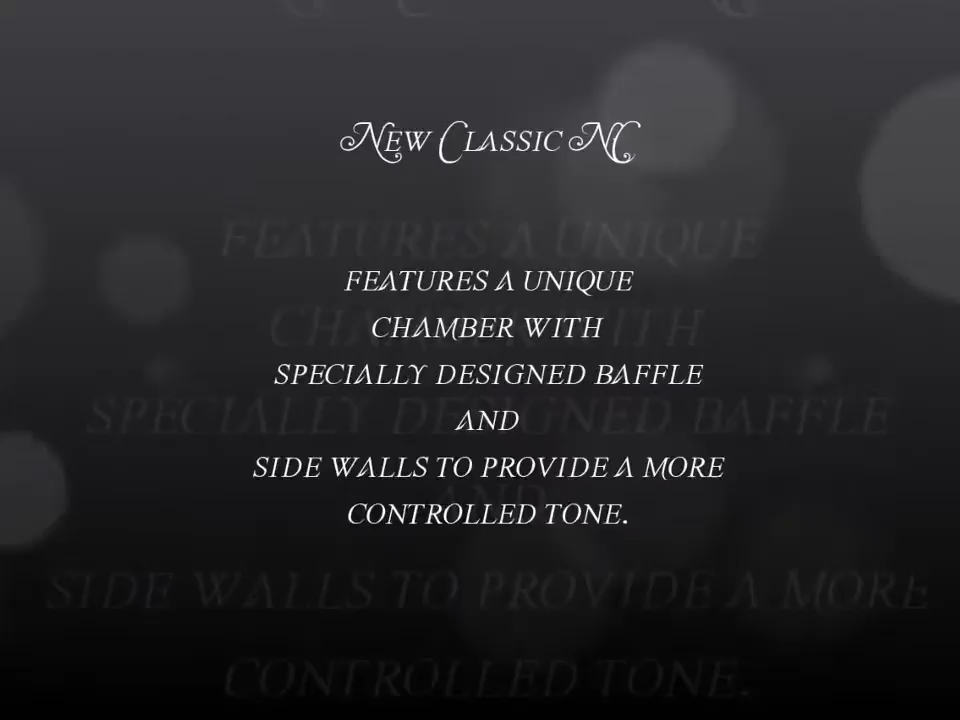 New Classic NC
FEATURES A UNIQUE
CHAMBER WITH
SPECIALLY DESIGNED BAFFLE
AND
SIDE WALLS TO PROVIDE A MORE
CONTROLLED TONE.